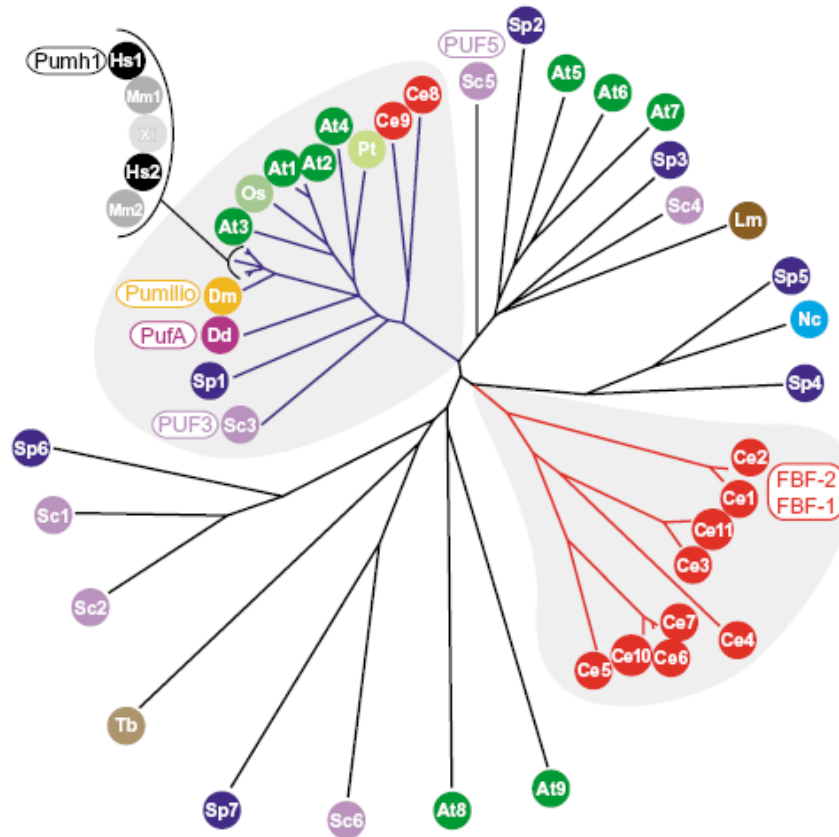 Pumh1
Hs1
Mm1
Xl
Hs2
Mm2
PUF5
Sc5
Sp2
At5
At6
At7
Sp3
Sc4
Lm
Sp5
Nc
Sp4
Ce8
Ce9
At4
Pt
At1
At2
Os
At3
Pumilio
Dm
PufA
Dd
Sp1
PUF3
Sc3
Sp6
Sc1
Sc2
Tb
Sp7
Sc6
At8
At9
Ce2
Ce1
FBF-2
FBF-1
Ce11
Ce3
Ce4
Ce7
Ce6
Ce10
Ce5